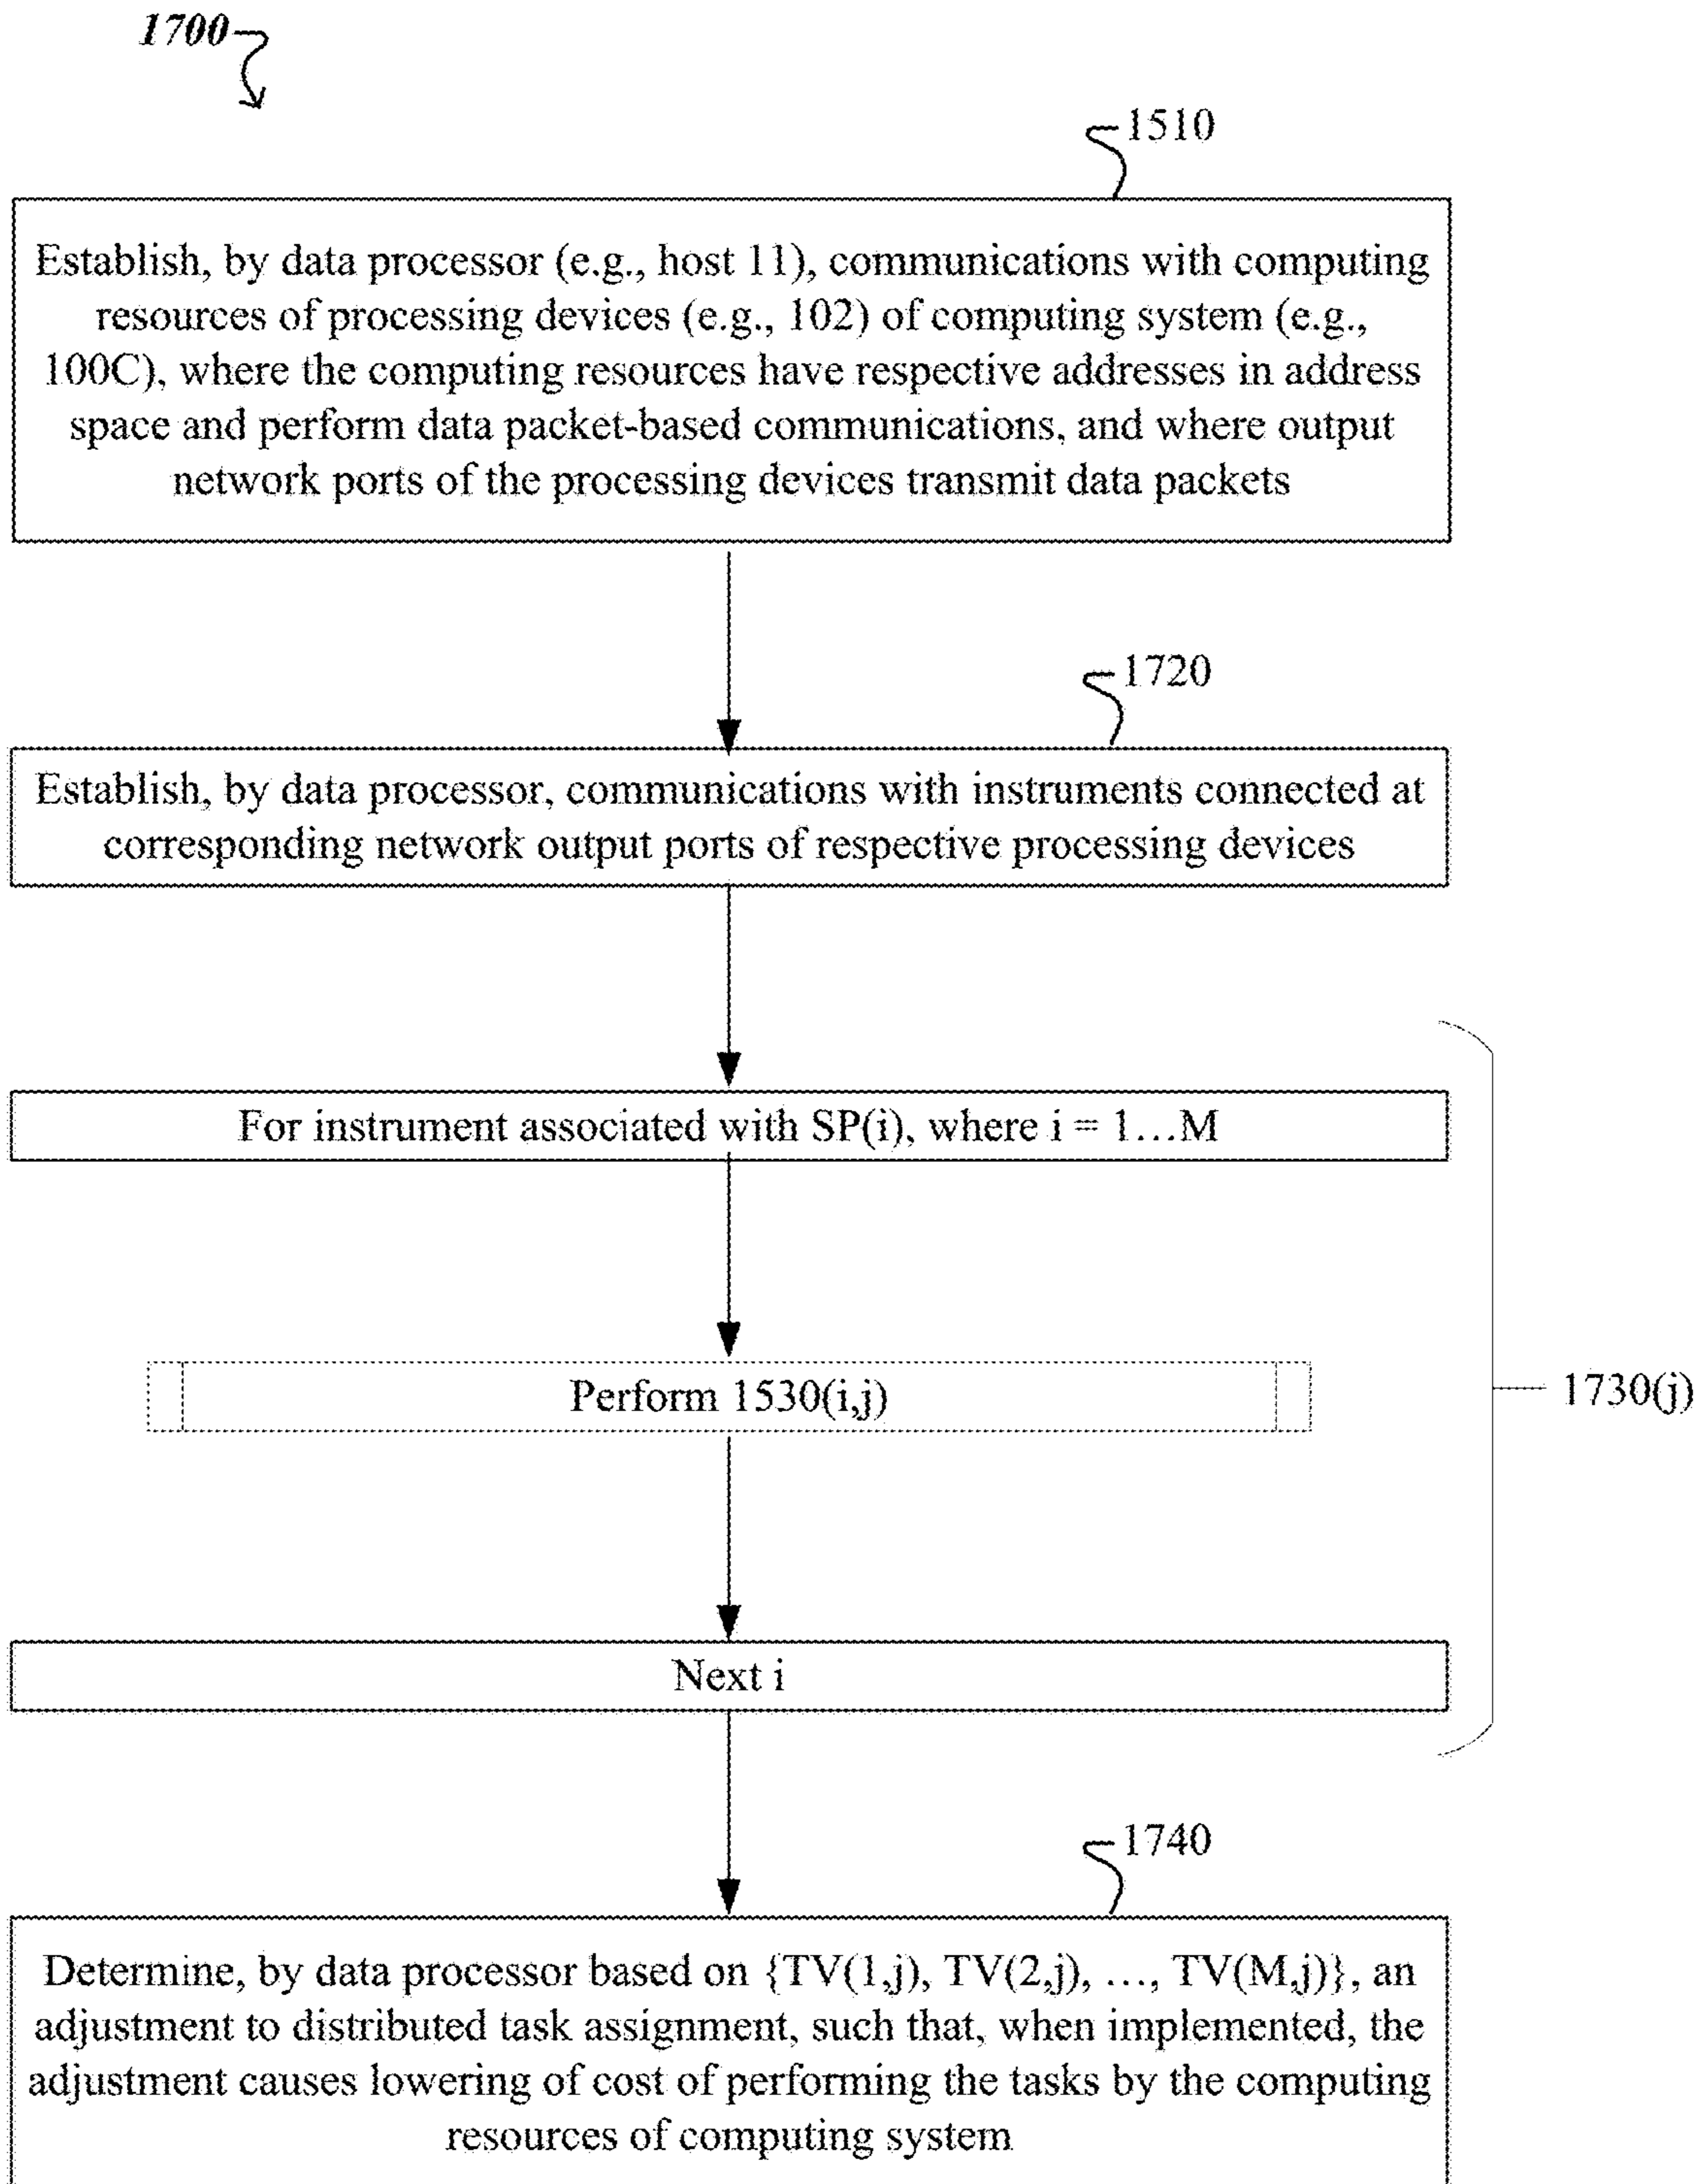 1700
1510
Establish, by data processor (e.g., host 11), communications with computing
resources of processing devices (e.g., 102) of computing system (e.g.,
100C), where the computing resources have respective addresses in address
space and perform data packet-based communications, and where output
network ports of the processing devices transmit data packets
1720
Establish, by data processor, communications with instruments connected at
corresponding network output ports of respective processing devices
For instrument associated with SP(i), where i = 1…M
Perform 1530(i,j)
1730(j)
Next i
1740
Determine, by data processor based on {TV(1,j), TV(2,j), …, TV(M,j)}, an
adjustment to distributed task assignment, such that, when implemented, the
adjustment causes lowering of cost of performing the tasks by the computing
resources of computing system